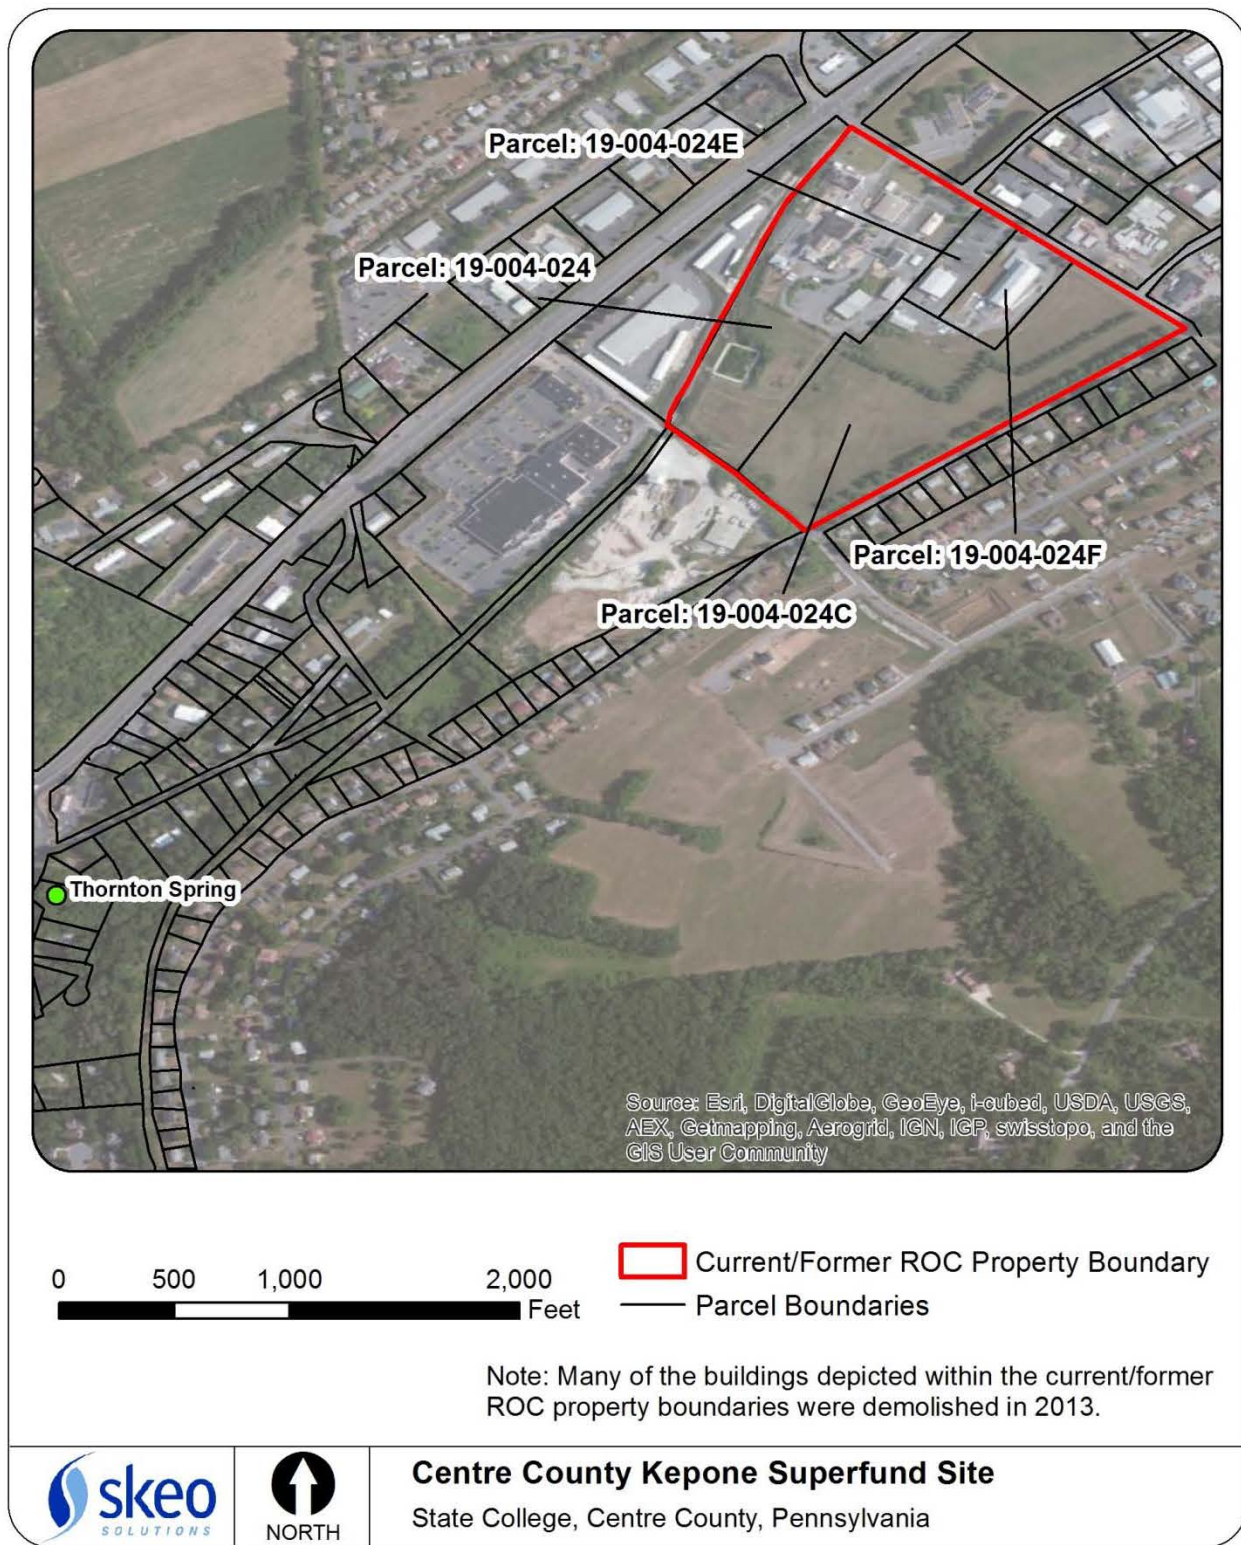 Parcel: 19-004-024E
Parcel: 19-004-024
Parcel: 19-004-024F
Parcel: 19-004-024C
Thornton Spring
Source: Esri, DigitalGlobe, GeoEye, i-cubed, USDA, USGS,
AEX, Getmapping, Aerogrid, IGN, IGP, swisstopo, and the
GIS User Community
0 500 1,000 2,000
Feet
Current/Former ROC Property Boundary
Parcel Boundaries
Note: Many of the buildings depicted within the current/former
ROC property boundaries were demolished in 2013.
skeo
SOLUTIONS
NORTH
Centre County Kepone Superfund Site
State College, Centre County, Pennsylvania